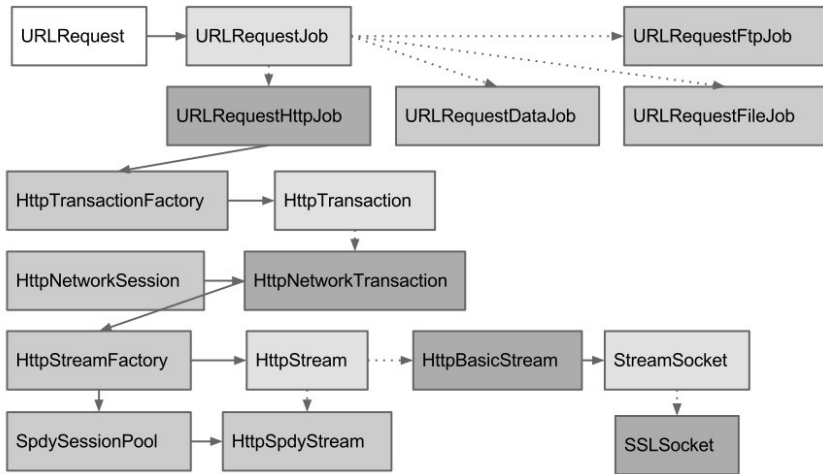 URLRequest
URLRequestJob
URLRequestFtpJob
URLRequestHttpJob
URLRequestDataJob
URLRequestFileJob
HttpTransactionFactory
HttpTransaction
HttpNetworkSession
HttpNetworkTransaction
HttpStreamFactory
HttpStream
HttpBasicStream
StreamSocket
SpdySessionPool
HttpSpdyStream
SSLSocket